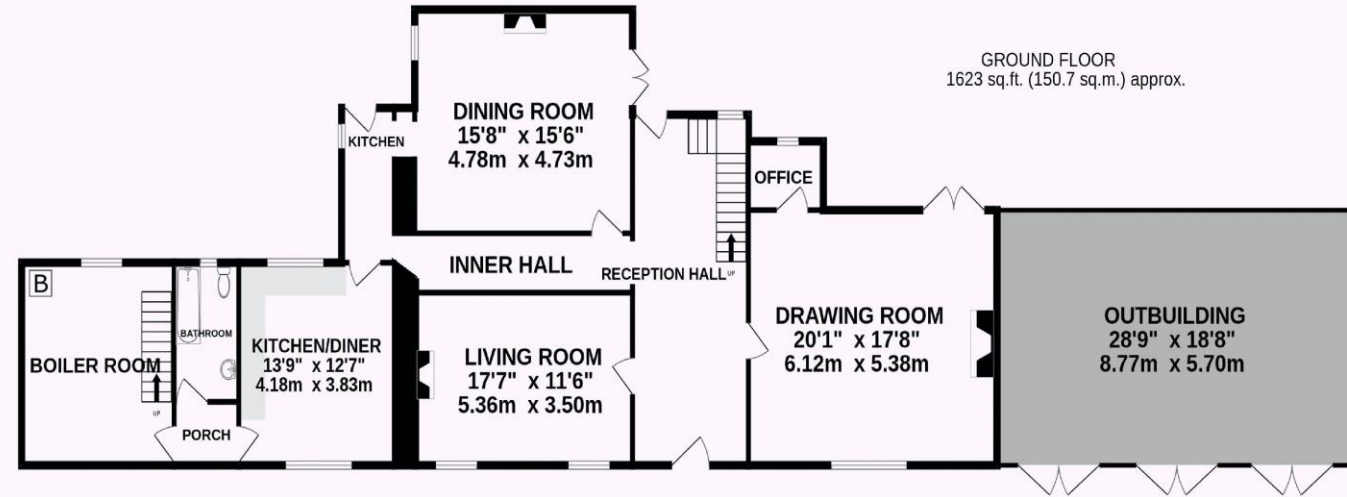 GROUND FLOOR
1623 sq.ft. (150.7 sq.m.) approx.
DINING ROOM
15'8" x 15'6"
4.78m x 4.73m
KITCHEN
OFFICE
INNER HALL
RECEPTION HALL
UP
B
BOILER ROOM
UP
BATHROOM
PORCH
KITCHEN/DINER
13'9" x 12'7"
4.18m x 3.83m
LIVING ROOM
17'7" x 11'6"
5.36m x 3.50m
DRAWING ROOM
20'1" x 17'8"
6.12m x 5.38m
OUTBUILDING
28'9" x 18'8"
8.77m x 5.70m